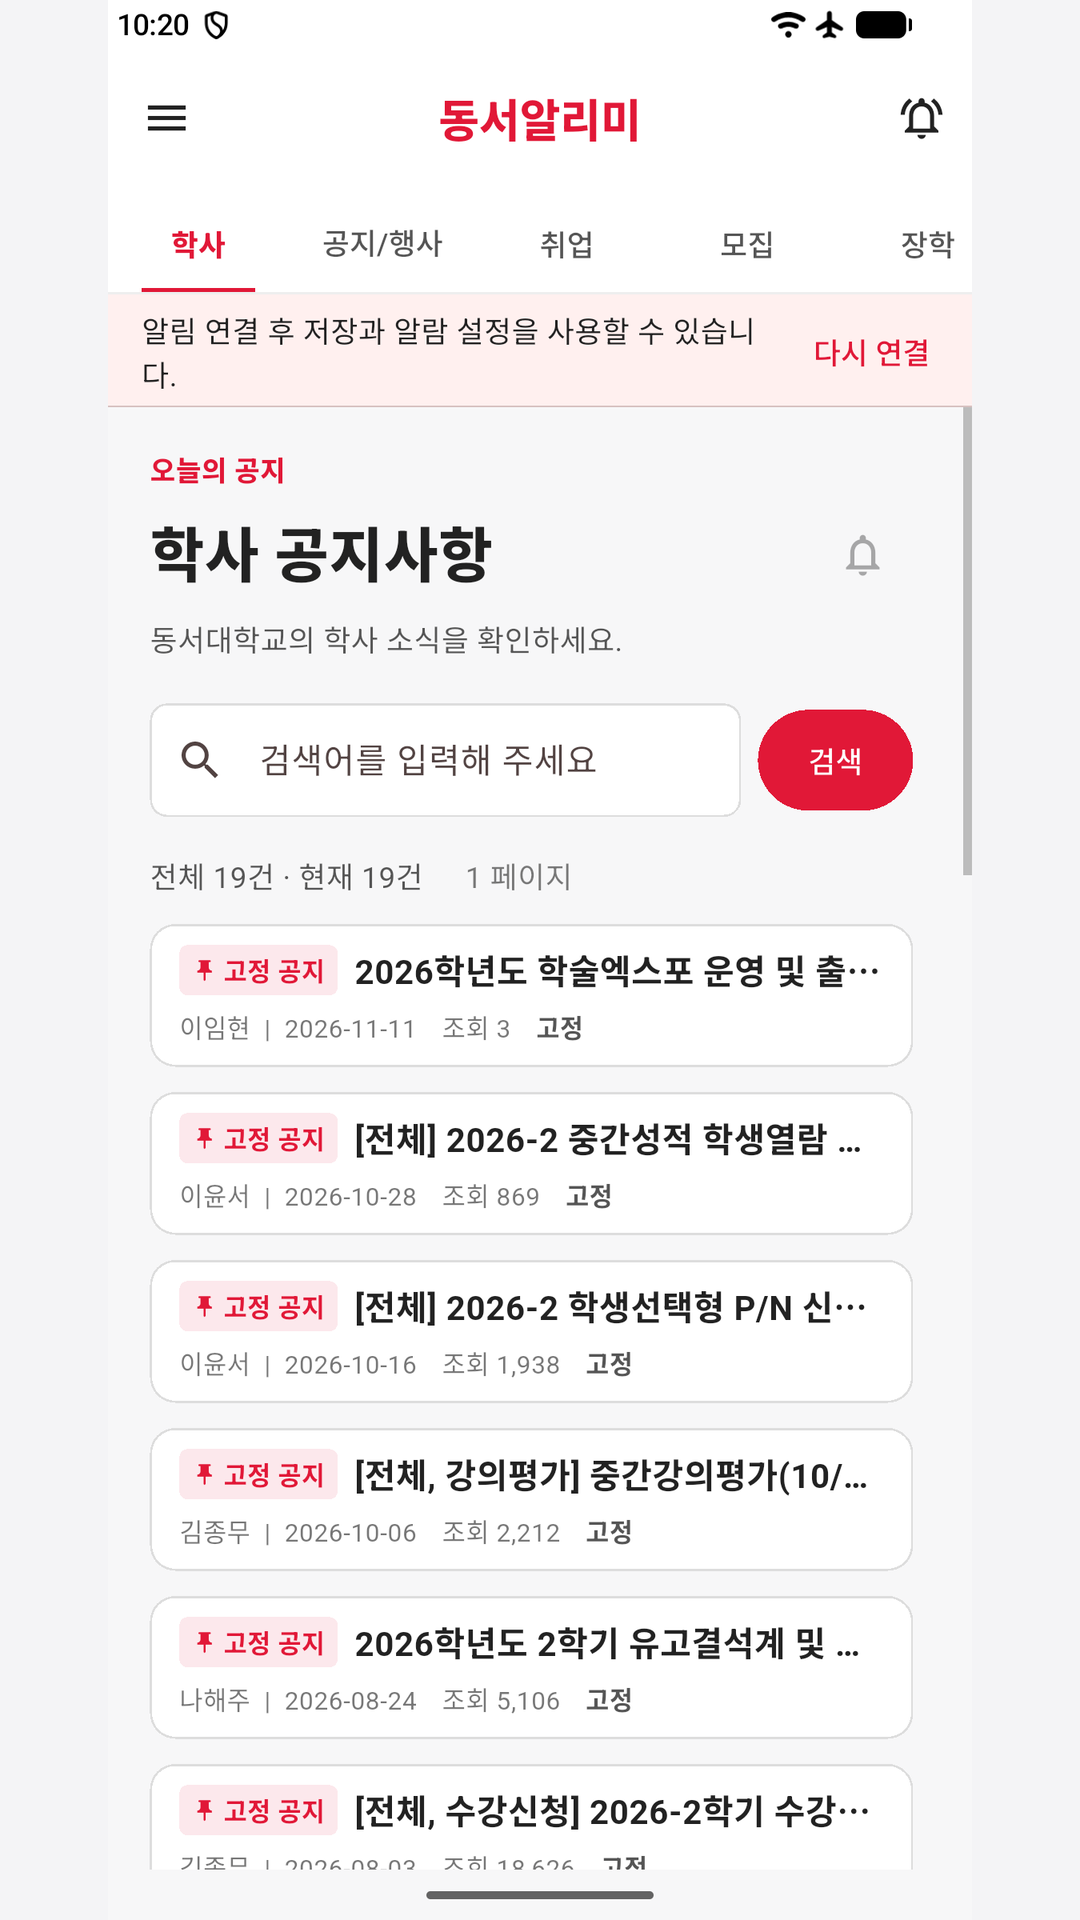 10:20
동서알리미
학사 공지/행사 취업 모집 장학
알림 연결 후 저장과 알람 설정을 사용할 수 있습니
다.
다시 연결
오늘의 공지
학사 공지사항
동서대학교의 학사 소식을 확인하세요.
검색어를 입력해 주세요 검색
전체 19건 · 현재 19건 1 페이지
고정 공지 2026학년도 학술엑스포 운영 및 출…
이임현 | 2026-11-11 조회 3 고정
고정 공지 [전체] 2026-2 중간성적 학생열람 ...
이윤서 | 2026-10-28 조회 869 고정
고정 공지 [전체] 2026-2 학생선택형 P/N 신…
이윤서 | 2026-10-16 조회 1,938 고정
고정 공지 [전체, 강의평가] 중간강의평가(10/...
김종무 | 2026-10-06 조회 2,212 고정
고정 공지 2026학년도 2학기 유고결석계 및 ...
나해주 | 2026-08-24 조회 5,106 고정
고정 공지 [전체, 수강신청] 2026-2학기 수강…
김종무 | 2026-08-03 조회 18,626 고정